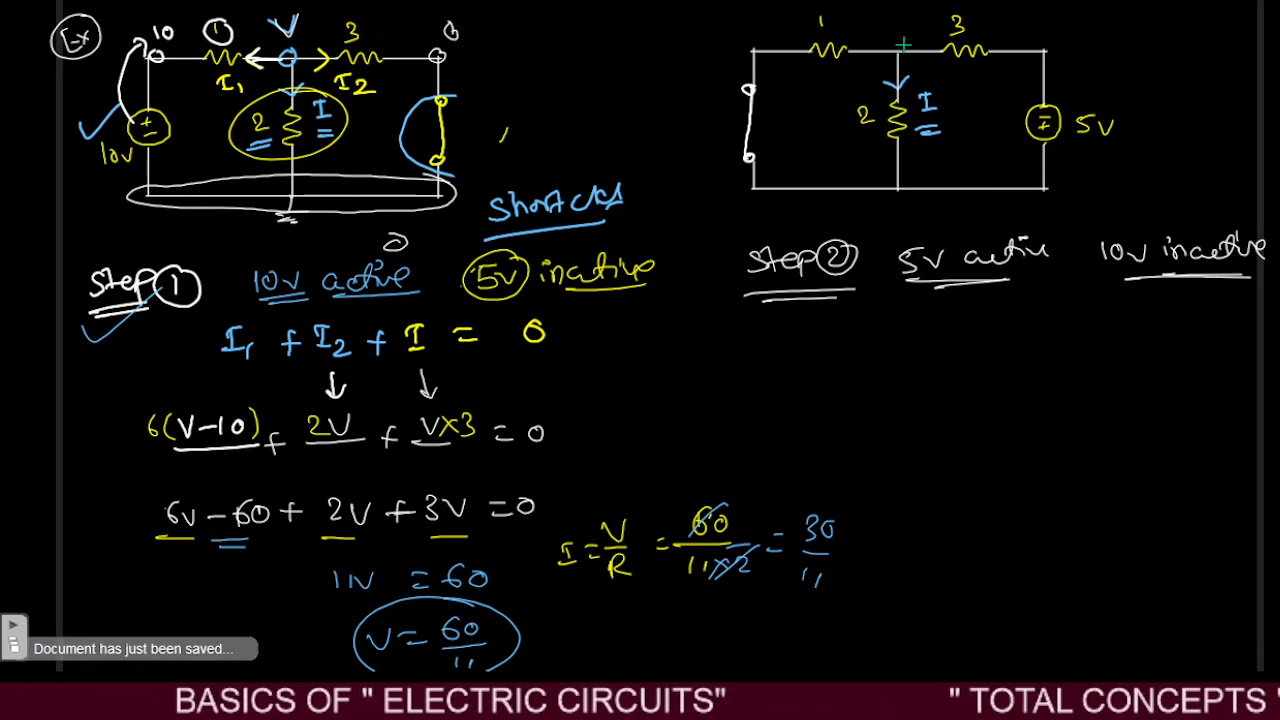 Ex
10 1 V 3 0
I₁ I₂
10V + − 2 I
1 3
2 I 5V
Short ckt
0
Step ① 10V active 5V inactive
Step ② 5V active 10V inactive
I₁ + I₂ + I = 0
6(V-10) + 2V + V×3 = 0
6V - 60 + 2V + 3V = 0
11V = 60
V = 60/11
I = V/R = 60/11×2 = 30/11
Document has just been saved...
BASICS OF " ELECTRIC CIRCUITS" " TOTAL CONCEPTS "